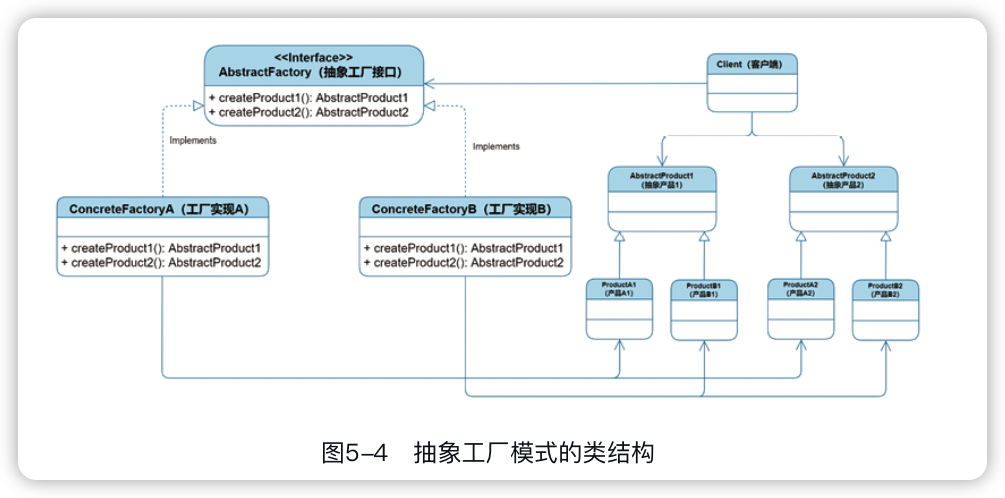 <<Interface>>
AbstractFactory（抽象工厂接口）
+ createProduct1(): AbstractProduct1
+ createProduct2(): AbstractProduct2
Client（客户端）
Implements
Implements
AbstractProduct1
（抽象产品1）
AbstractProduct2
（抽象产品2）
ConcreteFactoryA（工厂实现A）
+ createProduct1(): AbstractProduct1
+ createProduct2(): AbstractProduct2
ConcreteFactoryB（工厂实现B）
+ createProduct1(): AbstractProduct1
+ createProduct2(): AbstractProduct2
ProductA1
（产品A1）
ProductB1
（产品B1）
ProductA2
（产品A2）
ProductB2
（产品B2）
图5-4　抽象工厂模式的类结构